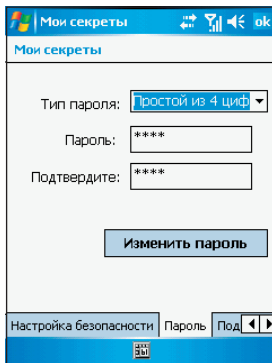 Мои секреты ok
Мои секреты
Тип пароля: Простой из 4 циф
Пароль: ****
Подтвердите: ****
Изменить пароль
Настройка безопасности Пароль Под